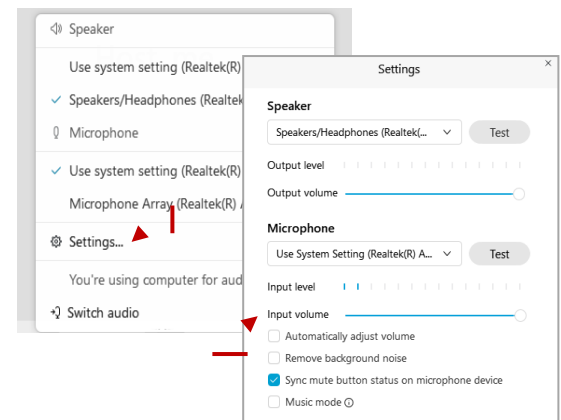 Speaker
Use system setting (Realtek(R)
Speakers/Headphones (Realtek
Microphone
Use system setting (Realtek(R)
Microphone Array (Realtek(R) A
Settings...
You're using computer for aud
Switch audio
Settings
Speaker
Speakers/Headphones (Realtek(...
Test
Output level
Output volume
Microphone
Use System Setting (Realtek(R) A...
Test
Input level
Input volume
Automatically adjust volume
Remove background noise
Sync mute button status on microphone device
Music mode